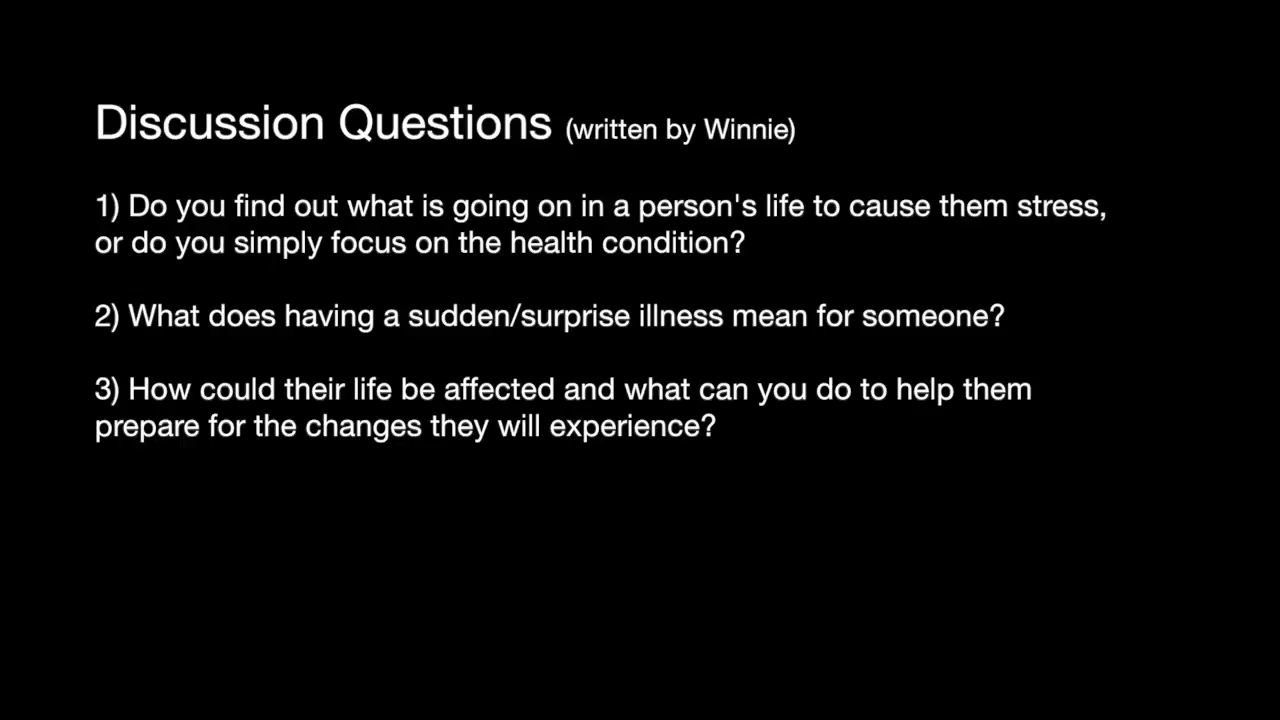 Discussion Questions (written by Winnie)
1) Do you find out what is going on in a person's life to cause them stress,
or do you simply focus on the health condition?
2) What does having a sudden/surprise illness mean for someone?
3) How could their life be affected and what can you do to help them
prepare for the changes they will experience?